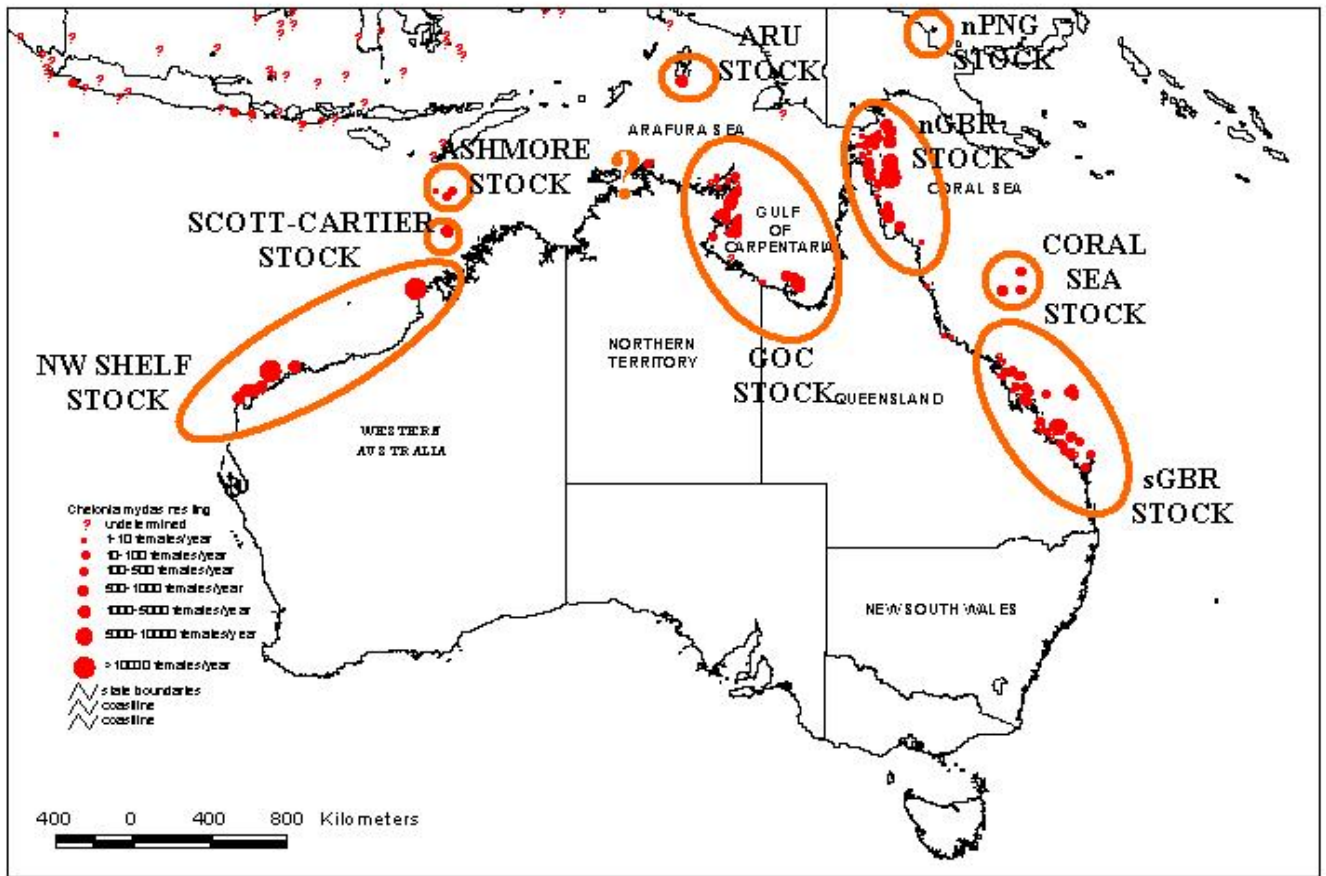 ARU
STOCK
nPNG
STOCK
ARAFURA SEA
nGBR
STOCK
CORAL SEA
ASHMORE
STOCK
?
SCOTT-CARTIER
STOCK
GULF
OF
CARPENTARIA
CORAL
SEA
STOCK
NW SHELF
STOCK
NORTHERN
TERRITORY
GOC
STOCK
QUEENSLAND
WESTERN
AUSTRALIA
sGBR
STOCK
Chelonia mydas nesting
? undetermined
1-10 females/year
10-100 females/year
100-500 females/year
500-1000 females/year
1000-5000 females/year
5000-10000 females/year
>10000 females/year
state boundaries
coastline
coastline
NEW SOUTH WALES
400 0 400 800 Kilometers